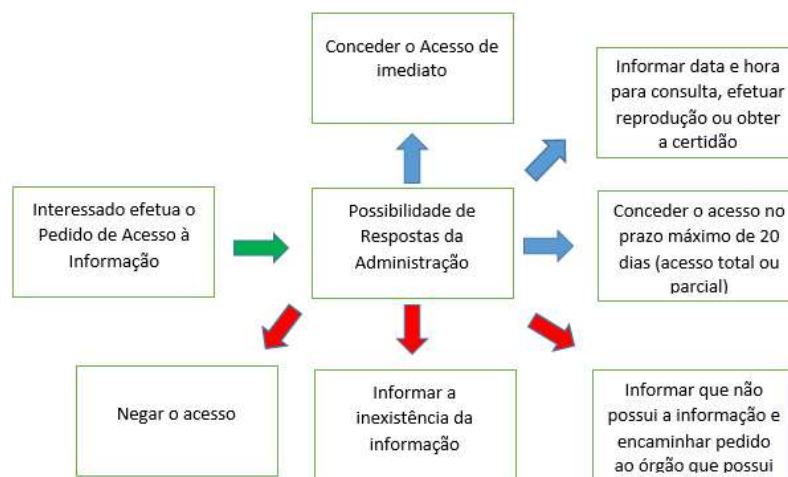 Conceder o Acesso de
imediato
Informar data e hora
para consulta, efetuar
reprodução ou obter
a certidão
Interessado efetua o
Pedido de Acesso à
Informação
Possibilidade de
Respostas da
Administração
Conceder o acesso no
prazo máximo de 20
dias (acesso total ou
parcial)
Negar o acesso
Informar a
inexistência da
informação
Informar que não
possui a informação e
encaminhar pedido
ao órgão que possui